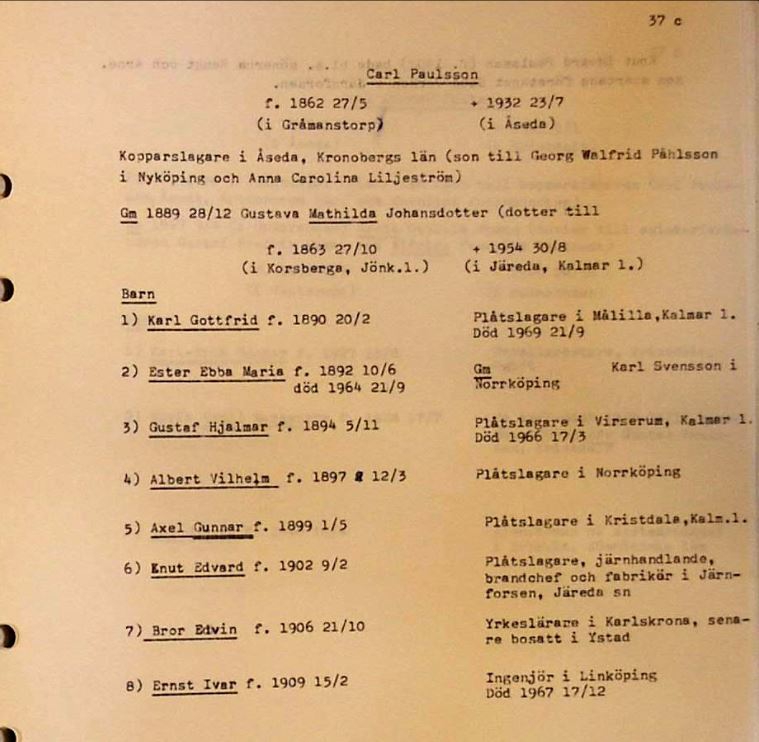 37 c
Carl Paulsson
f. 1862 27/5 + 1932 23/7
(i Gråmanstorp) (i Åseda)
Kopparslagare i Åseda, Kronobergs län (son till Georg Walfrid Påhlsson
i Nyköping och Anna Carolina Liljeström)
Gm 1889 28/12 Gustava Mathilda Johansdotter (dotter till
f. 1863 27/10 + 1954 30/8
(i Korsberga, Jönk.l.) (i Järeda, Kalmar l.)
Barn
1) Karl Gottfrid f. 1890 20/2 Plåtslagare i Målilla,Kalmar l.
Död 1969 21/9
2) Ester Ebba Maria f. 1892 10/6 Gm Karl Svensson i
död 1964 21/9 Norrköping
3) Gustaf Hjalmar f. 1894 5/11 Plåtslagare i Virserum, Kalmar l.
Död 1966 17/3
4) Albert Vilhelm f. 1897 12/3 Plåtslagare i Norrköping
5) Axel Gunnar f. 1899 1/5 Plåtslagare i Kristdala,Kalm.l.
6) Knut Edvard f. 1902 9/2 Plåtslagare, järnhandlande,
brandchef och fabrikör i Järn-
forsen, Järeda sn
7) Bror Edvin f. 1906 21/10 Yrkeslärare i Karlskrona, sena-
re bosatt i Ystad
8) Ernst Ivar f. 1909 15/2 Ingenjör i Linköping
Död 1967 17/12